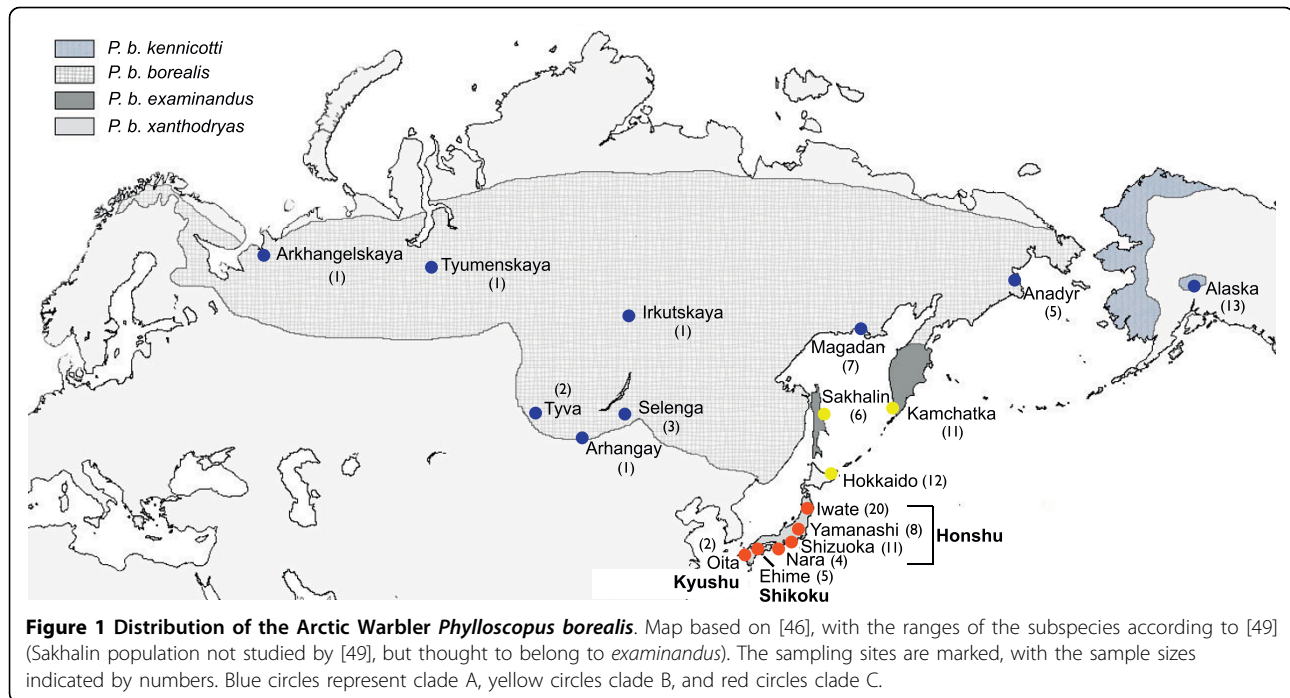 P. b. kennicotti
P. b. borealis
P. b. examinandus
P. b. xanthodryas
Arkhangelskaya
(1)
Tyumenskaya
(1)
Irkutskaya
(1)
Anadyr
(5)
Alaska
(13)
Magadan
(7)
(2)
Tyva
Selenga
(3)
Arhangay
(1)
Sakhalin
(6)
Kamchatka
(11)
Hokkaido (12)
Iwate (20)
Yamanashi (8)
Honshu
Shizuoka (11)
(2)
Oita
Nara (4)
Kyushu
Ehime (5)
Shikoku
Figure 1 Distribution of the Arctic Warbler Phylloscopus borealis. Map based on [46], with the ranges of the subspecies according to [49]
(Sakhalin population not studied by [49], but thought to belong to examinandus). The sampling sites are marked, with the sample sizes
indicated by numbers. Blue circles represent clade A, yellow circles clade B, and red circles clade C.